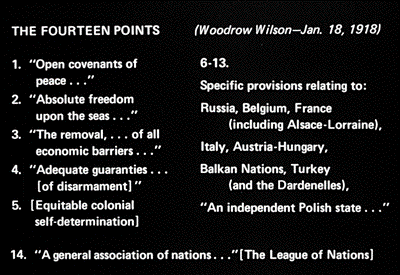 THE FOURTEEN POINTS
(Woodrow Wilson—Jan. 18, 1918)
1. "Open covenants of
peace . . ."
2. "Absolute freedom
upon the seas . . ."
3. "The removal, . . . of all
economic barriers . . ."
4. "Adequate guaranties . . .
[of disarmament] "
5. [Equitable colonial
self-determination]
6-13.
Specific provisions relating to:
Russia, Belgium, France
(including Alsace-Lorraine),
Italy, Austria-Hungary,
Balkan Nations, Turkey
(and the Dardenelles),
"An independent Polish state . . ."
14. "A general association of nations . . ."[The League of Nations]